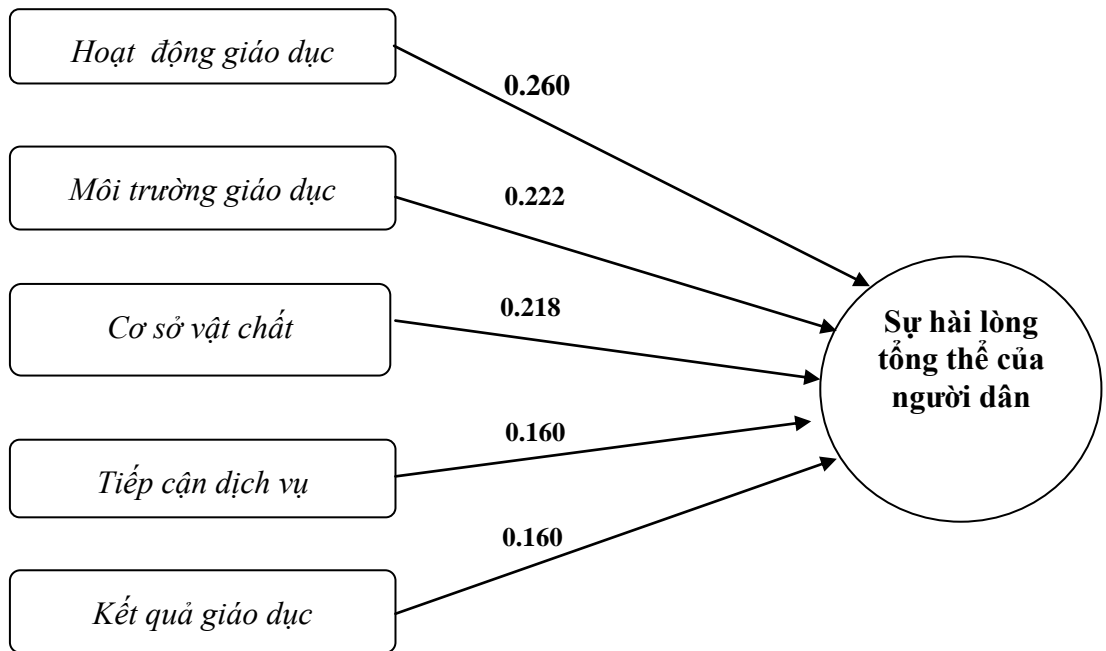 Hoạt động giáo dục
0.260
Môi trường giáo dục
0.222
Cơ sở vật chất
0.218
Sự hài lòng
tổng thể của
người dân
Tiếp cận dịch vụ
0.160
Kết quả giáo dục
0.160